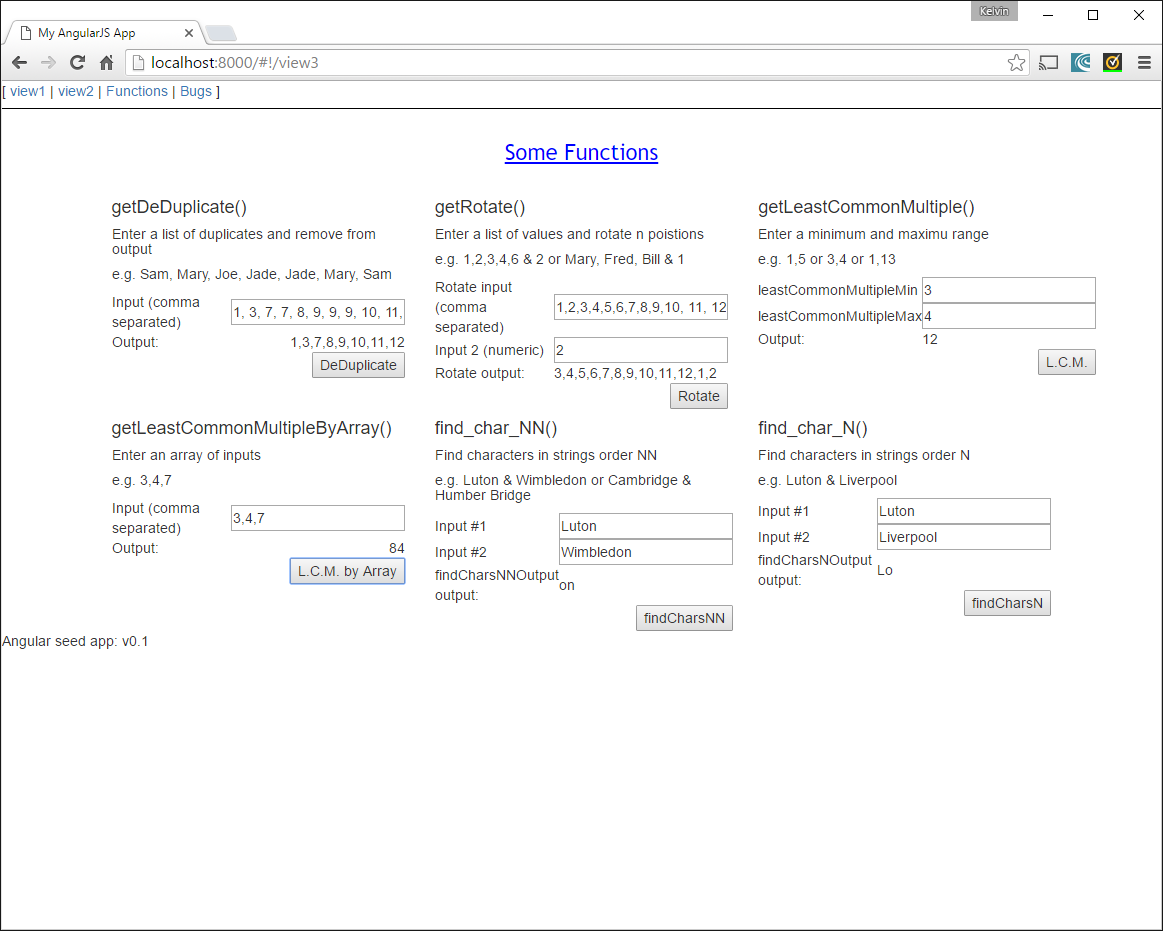 Kelvin
My AngularJS App
localhost:8000/#!/view3
[ view1 | view2 | Functions | Bugs ]
Some Functions
getDeDuplicate()
Enter a list of duplicates and remove from
output
e.g. Sam, Mary, Joe, Jade, Jade, Mary, Sam
Input (comma
separated)
1, 3, 7, 7, 8, 9, 9, 9, 10, 11,
Output:
1,3,7,8,9,10,11,12
DeDuplicate
getRotate()
Enter a list of values and rotate n poistions
e.g. 1,2,3,4,6 & 2 or Mary, Fred, Bill & 1
Rotate input
(comma
separated)
1,2,3,4,5,6,7,8,9,10, 11, 12
Input 2 (numeric)
2
Rotate output:
3,4,5,6,7,8,9,10,11,12,1,2
Rotate
getLeastCommonMultiple()
Enter a minimum and maximu range
e.g. 1,5 or 3,4 or 1,13
leastCommonMultipleMin
3
leastCommonMultipleMax
4
Output:
12
L.C.M.
getLeastCommonMultipleByArray()
Enter an array of inputs
e.g. 3,4,7
Input (comma
separated)
3,4,7
Output:
84
L.C.M. by Array
find_char_NN()
Find characters in strings order NN
e.g. Luton & Wimbledon or Cambridge &
Humber Bridge
Input #1
Luton
Input #2
Wimbledon
findCharsNNOutput
output:
on
findCharsNN
find_char_N()
Find characters in strings order N
e.g. Luton & Liverpool
Input #1
Luton
Input #2
Liverpool
findCharsNOutput
output:
Lo
findCharsN
Angular seed app: v0.1